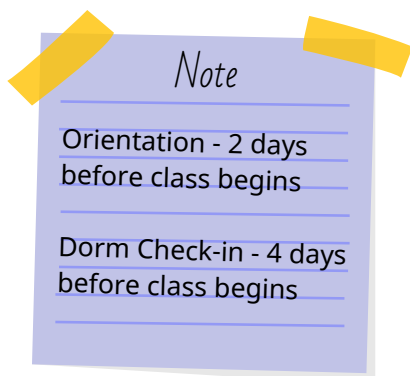 Note
Orientation - 2 days
before class begins
Dorm Check-in - 4 days
before class begins